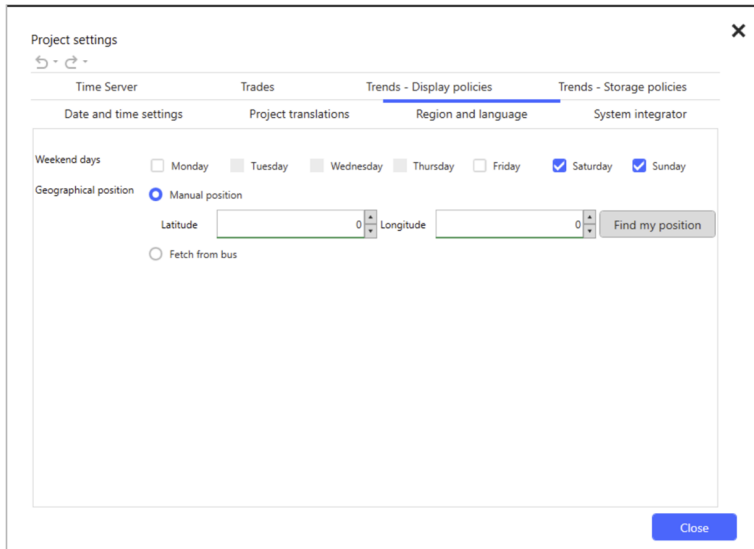 Project settings
Time Server Trades Trends - Display policies Trends - Storage policies
Date and time settings Project translations Region and language System integrator
Weekend days Monday Tuesday Wednesday Thursday Friday Saturday Sunday
Geographical position Manual position
Latitude 0 Longitude 0 Find my position
Fetch from bus
Close